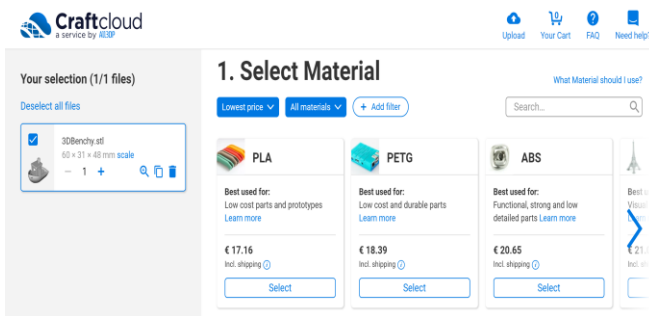 Craftcloud
a service by All3DP
Upload
Your Cart
FAQ
Need help?
Your selection (1/1 files)
Deselect all files
3DBenchy.stl
60 × 31 × 48 mm scale
1
1. Select Material
What Material should I use?
Lowest price
All materials
+ Add filter
Search...
PLA
Best used for:
Low cost parts and prototypes
Learn more
€ 17.16
Incl. shipping
Select
PETG
Best used for:
Low cost and durable parts
Learn more
€ 18.39
Incl. shipping
Select
ABS
Best used for:
Functional, strong and low
detailed parts Learn more
€ 20.65
Incl. shipping
Select